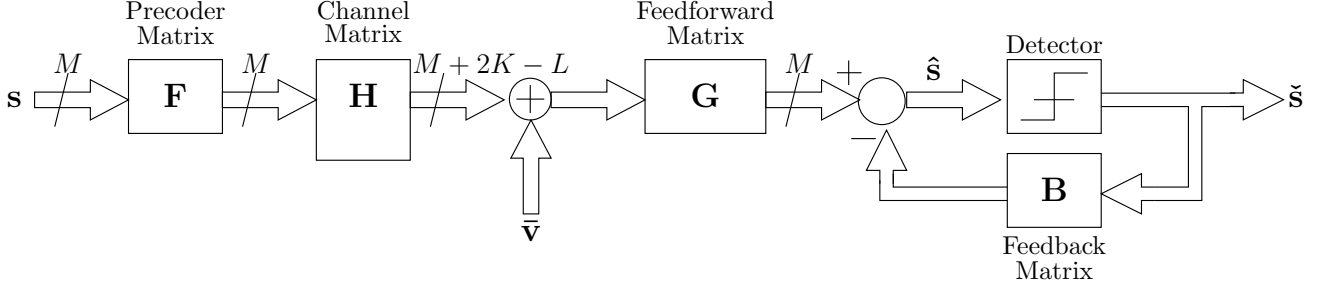 Precoder
Matrix
Channel
Matrix
Feedforward
Matrix
Detector
s
M
F
M
H
M + 2K − L
+
v̄
G
M
+
−
ŝ
š
B
Feedback
Matrix